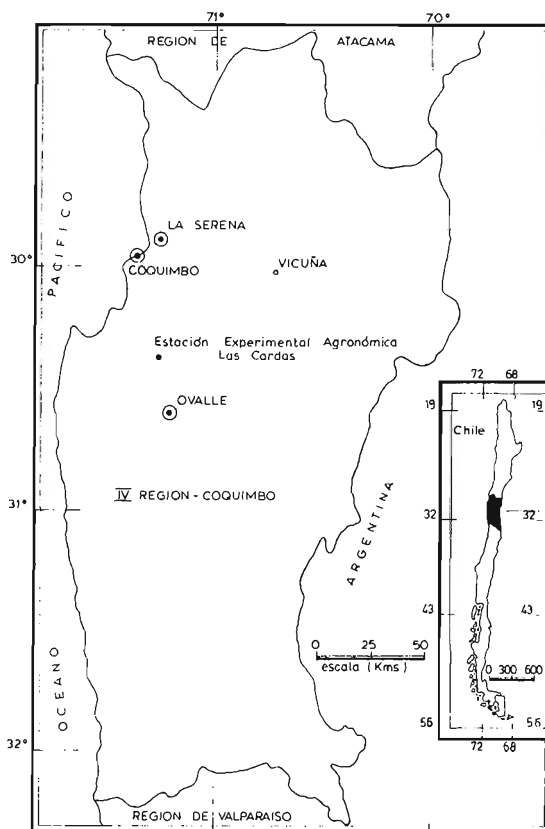 71°
70°
REGION DE
ATACAMA
PACIFICO
LA SERENA
30°
COQUIMBO
VICUÑA
Estación Experimental Agronómica
Las Cardas
OVALLE
31°
IV REGION - COQUIMBO
ARGENTINA
OCEANO
0 25 50
escala ( Kms )
32°
REGION DE VALPARAISO
72 68
19 19
Chile
32 32
43 43
0 300 600
56 56
72 68